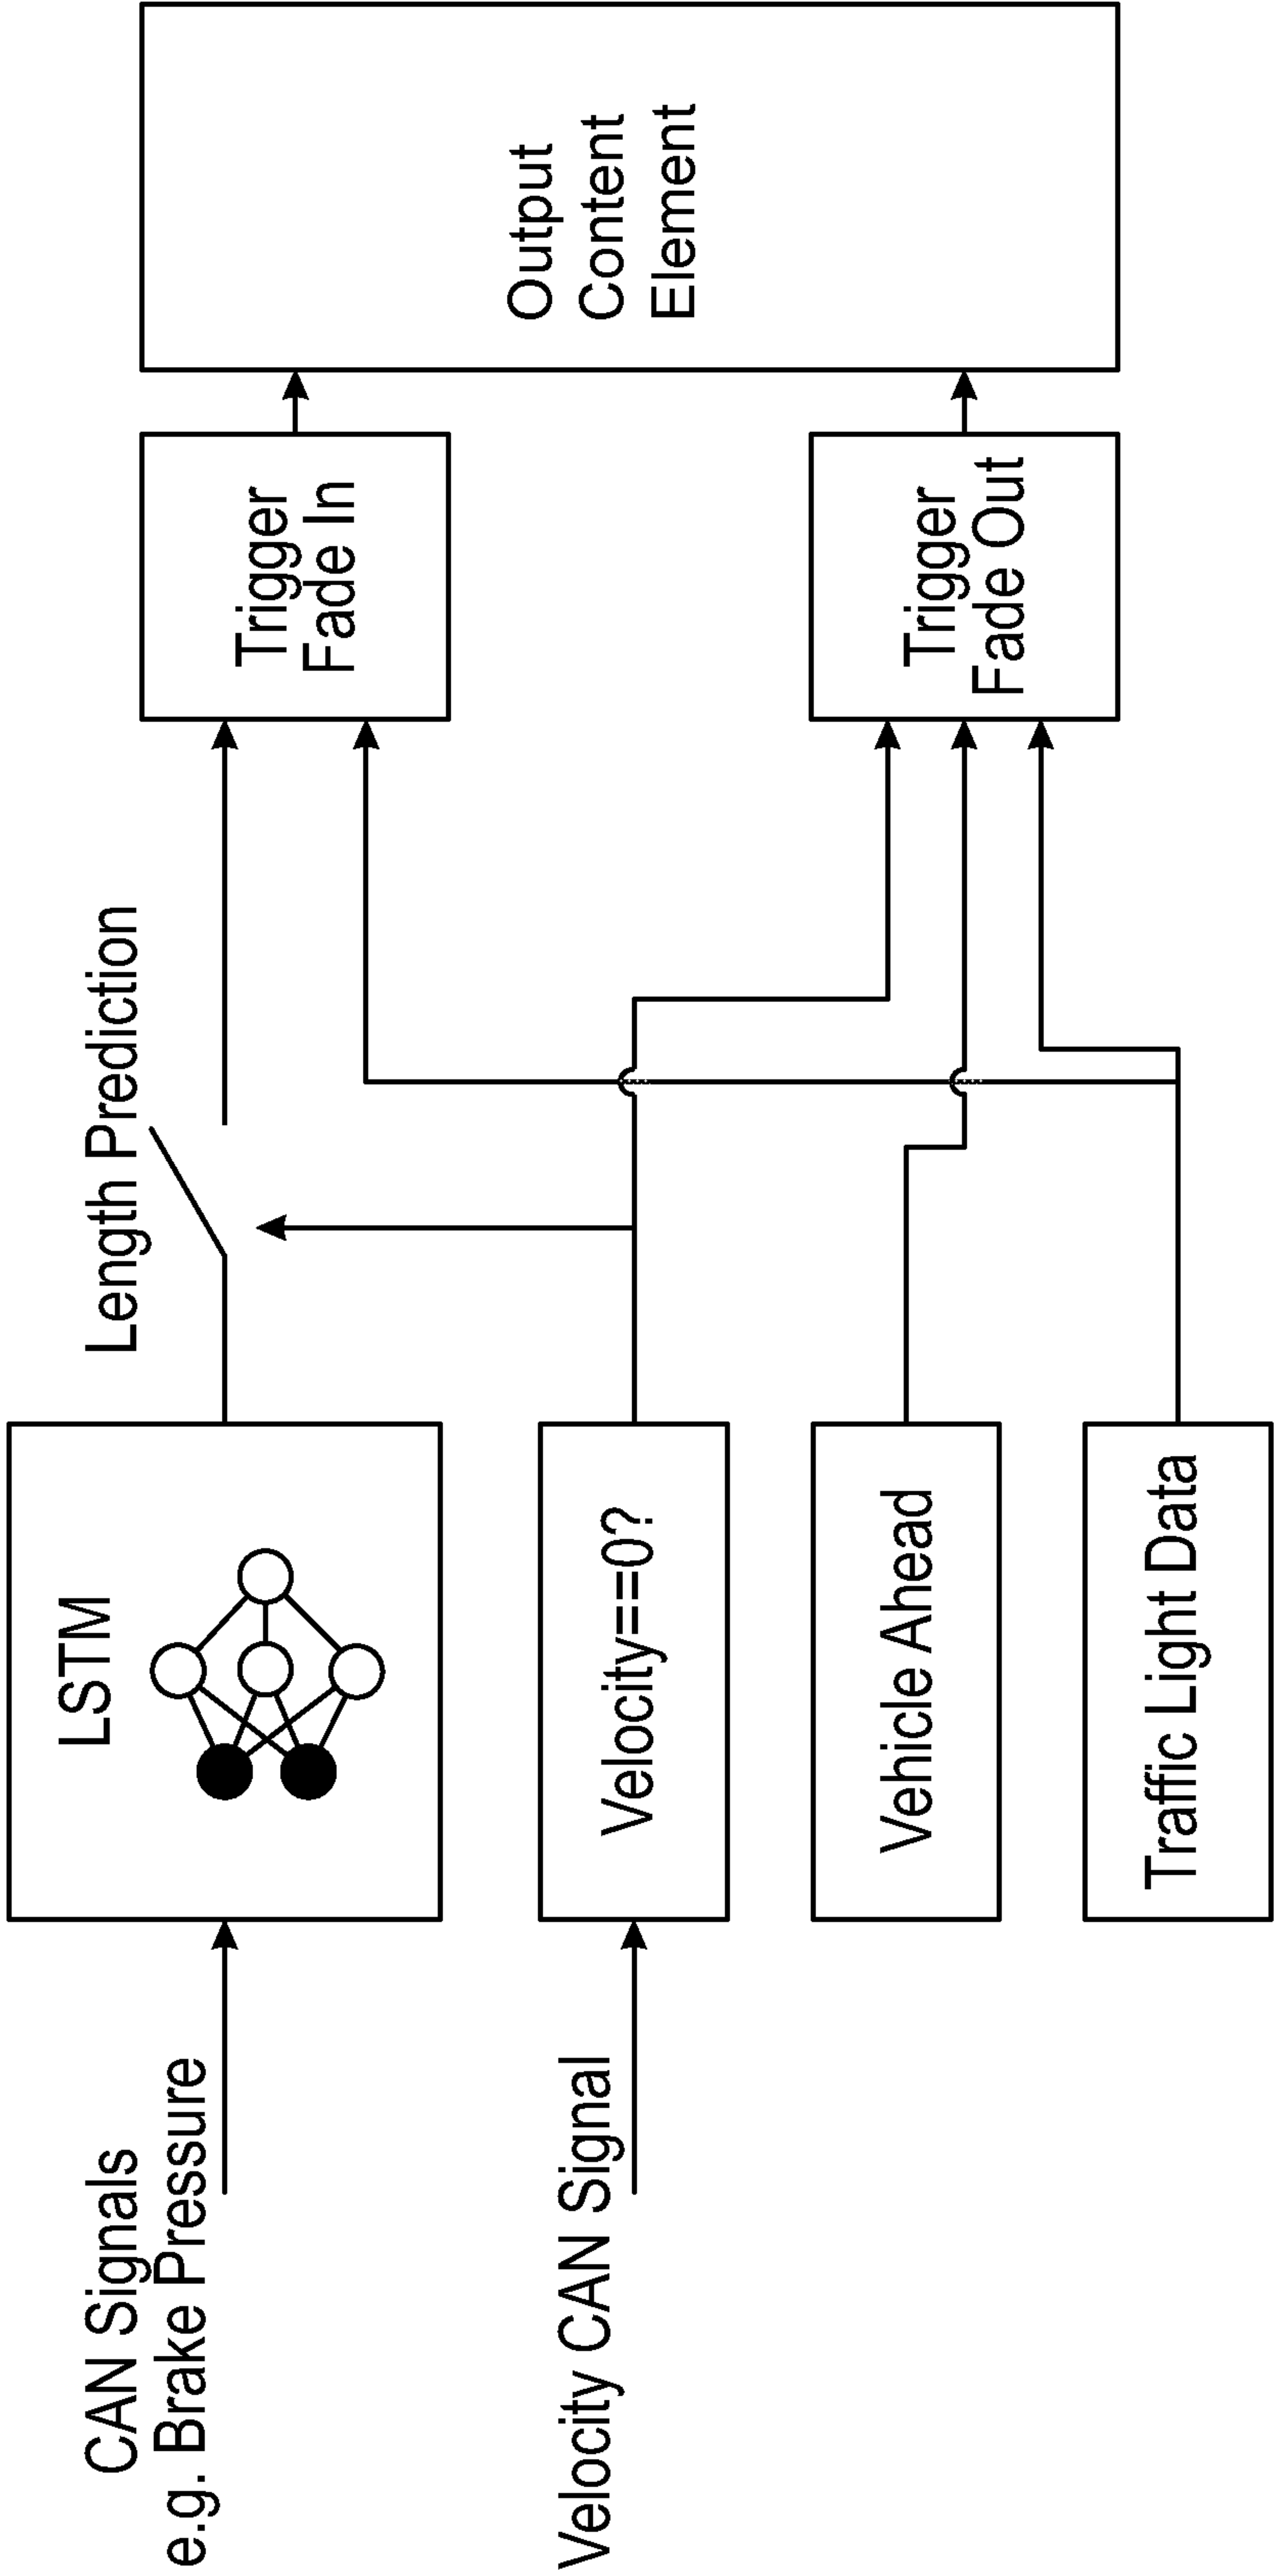 CAN Signals
e.g. Brake Pressure
LSTM
Length Prediction
Trigger
Fade In
Output
Content
Element
Velocity CAN Signal
Velocity==0?
Vehicle Ahead
Trigger
Fade Out
Traffic Light Data